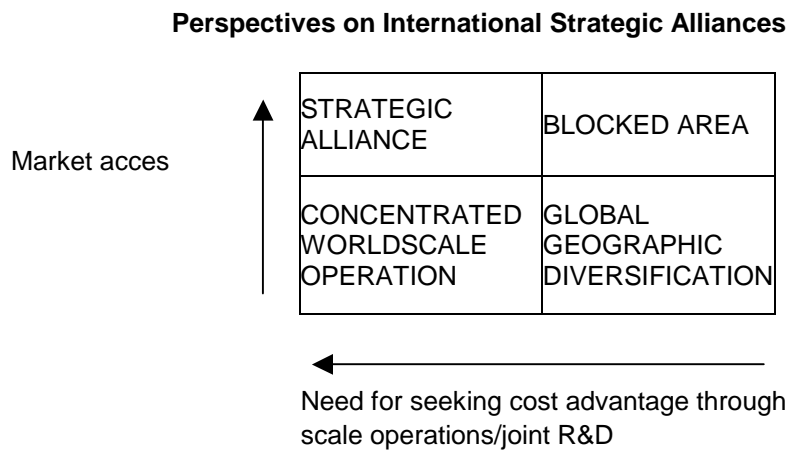 Perspectives on International Strategic Alliances
STRATEGIC
ALLIANCE
BLOCKED AREA
Market acces
CONCENTRATED
WORLDSCALE
OPERATION
GLOBAL
GEOGRAPHIC
DIVERSIFICATION
Need for seeking cost advantage through
scale operations/joint R&D